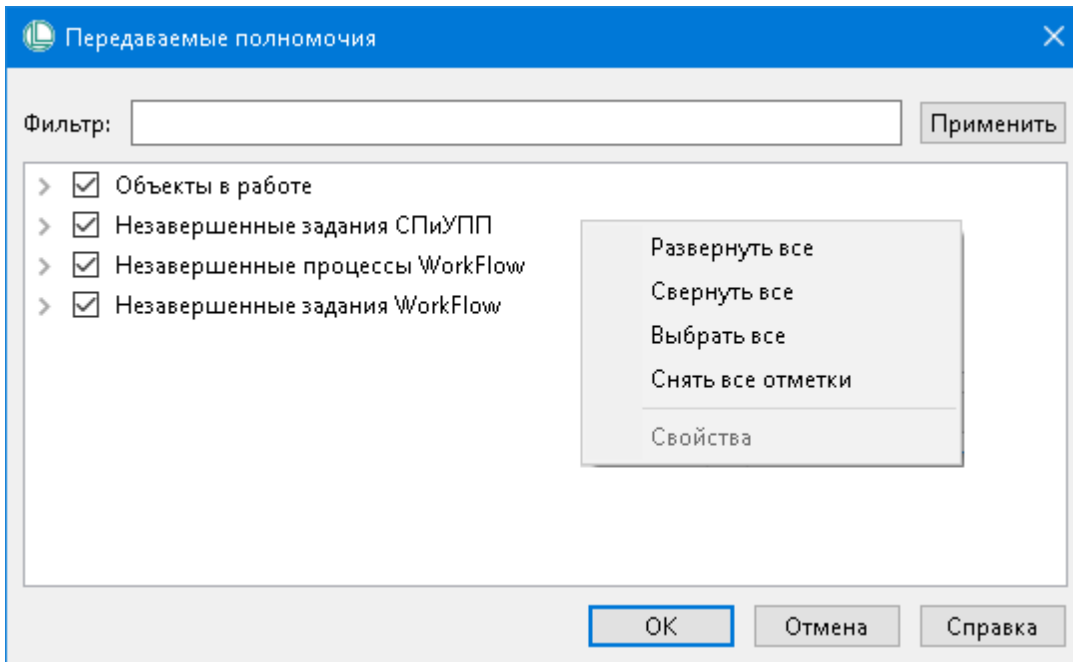 Передаваемые полномочия
Фильтр:
Применить
Объекты в работе
Незавершенные задания СПиУПП
Незавершенные процессы WorkFlow
Незавершенные задания WorkFlow
Развернуть все
Свернуть все
Выбрать все
Снять все отметки
Свойства
OK
Отмена
Справка